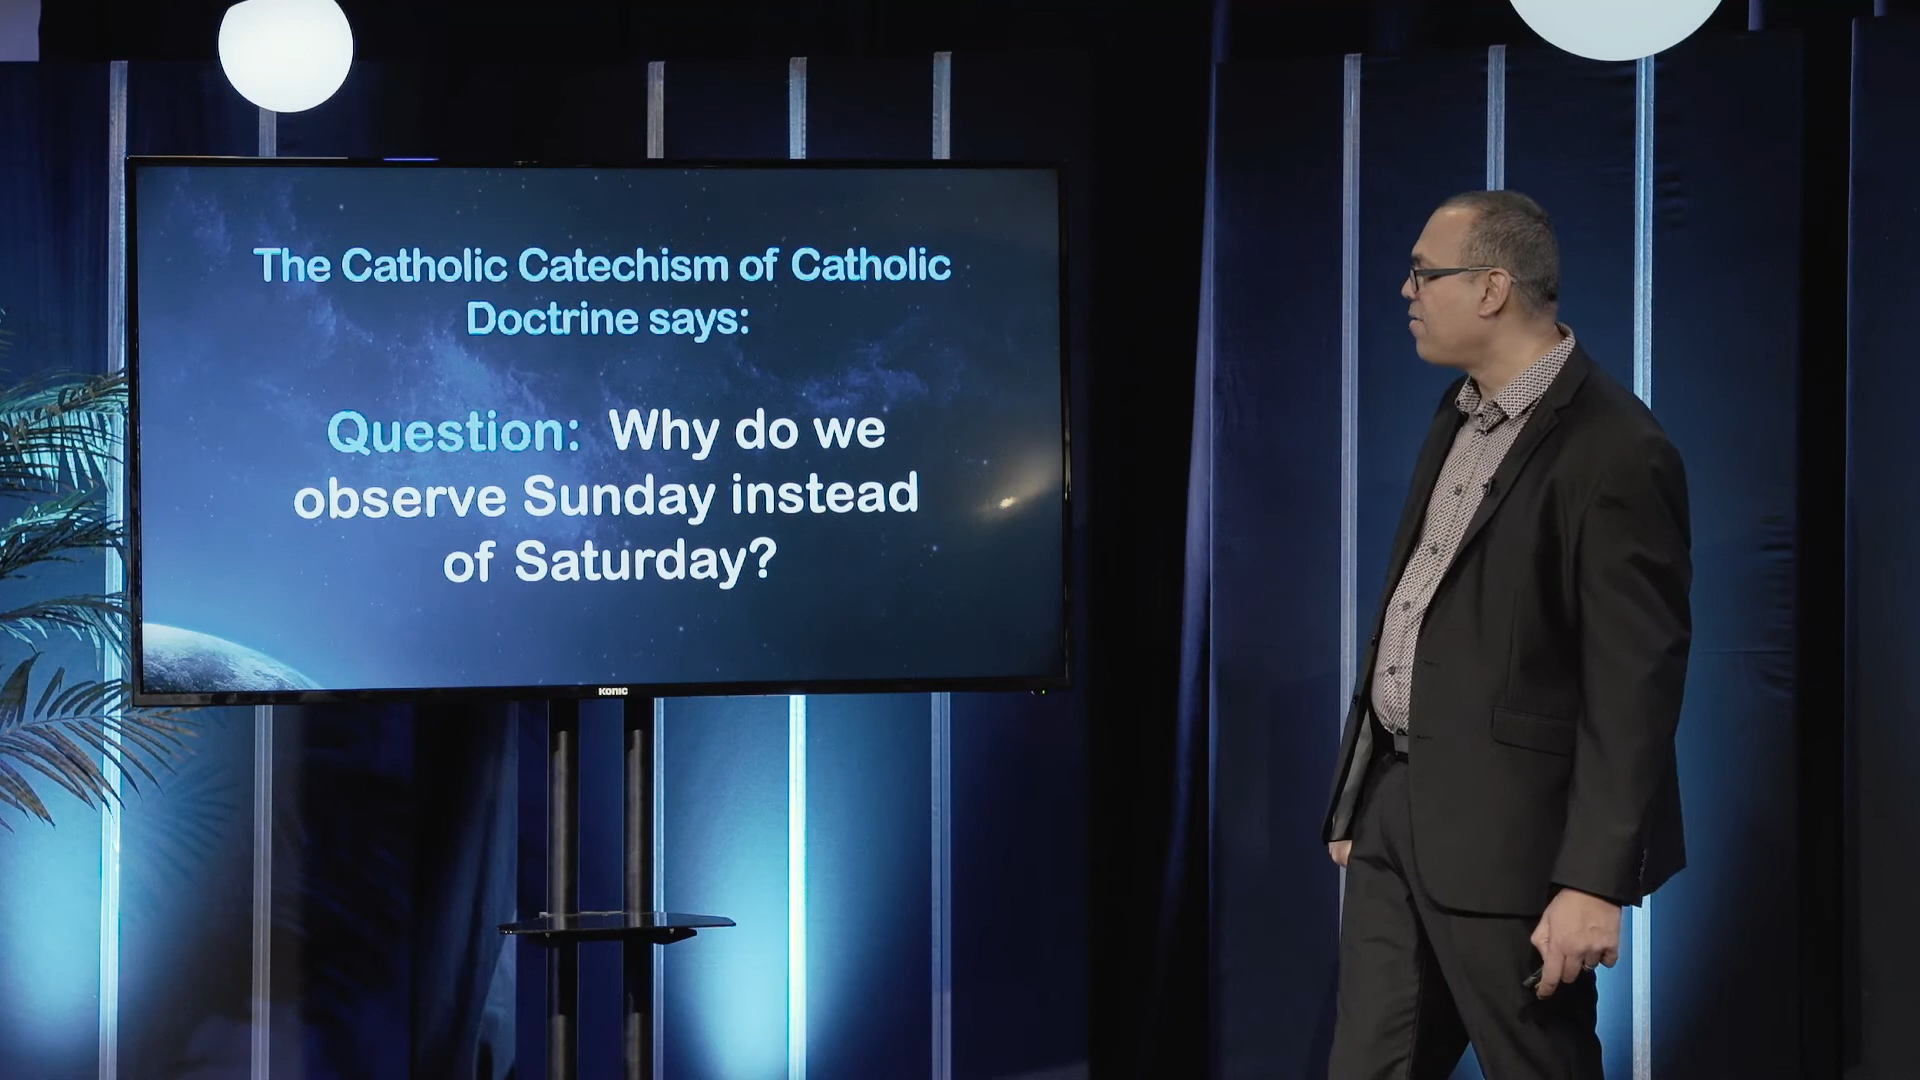 The Catholic Catechism of Catholic
Doctrine says:
Question: Why do we
observe Sunday instead
of Saturday?
KONIC